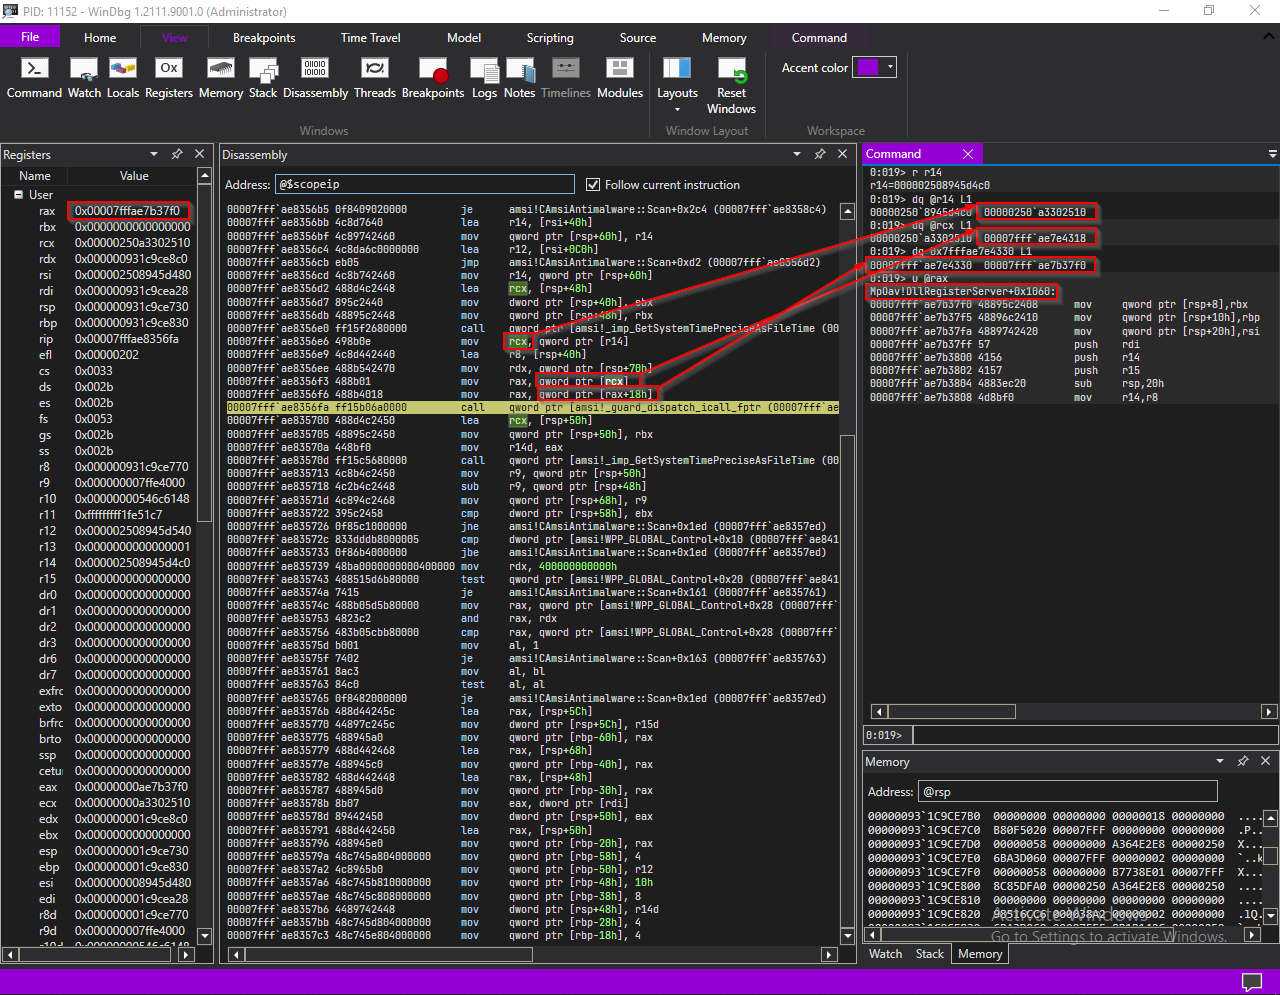 PID: 11152 - WinDbg 1.2111.9001.0 (Administrator)
File Home View Breakpoints Time Travel Model Scripting Source Memory Command
Command Watch Locals Registers Memory Stack Disassembly Threads Breakpoints Logs Notes Timelines Modules Layouts Reset Windows Accent color
Windows Window Layout Workspace
Registers
Name Value
User
rax 0x00007fffae7b37f0
rbx 0x0000000000000000
rcx 0x00000250a3302510
rdx 0x000000931c9ce8c0
rsi 0x000002508945d480
rdi 0x000000931c9cea28
rsp 0x000000931c9ce730
rbp 0x000000931c9ce830
rip 0x00007fffae8356fa
efl 0x00000202
cs 0x0033
ds 0x002b
es 0x002b
fs 0x0053
gs 0x002b
ss 0x002b
r8 0x000000931c9ce770
r9 0x000000007ffe4000
r10 0x00000000546c6148
r11 0xfffffffff1fe51c7
r12 0x000002508945d540
r13 0x0000000000000001
r14 0x000002508945d4c0
r15 0x0000000000000000
dr0 0x0000000000000000
dr1 0x0000000000000000
dr2 0x0000000000000000
dr3 0x0000000000000000
dr6 0x0000000000000000
dr7 0x0000000000000000
exfrc 0x0000000000000000
exto 0x0000000000000000
brfrc 0x0000000000000000
brto 0x0000000000000000
ssp 0x0000000000000000
cetu 0x0000000000000000
eax 0x00000000ae7b37f0
ecx 0x00000000a3302510
edx 0x000000001c9ce8c0
ebx 0x0000000000000000
esp 0x000000001c9ce730
ebp 0x000000001c9ce830
esi 0x000000008945d480
edi 0x000000001c9cea28
r8d 0x000000001c9ce770
r9d 0x000000007ffe4000
r10d 0x00000000546c6148
Disassembly
Address: @$scopeip Follow current instruction
00007fff`ae8356b5 0f8409020000 je amsi!CAmsiAntimalware::Scan+0x2c4 (00007fff`ae8358c4)
00007fff`ae8356bb 4c8d7640 lea r14, [rsi+40h]
00007fff`ae8356bf 4c89742460 mov qword ptr [rsp+60h], r14
00007fff`ae8356c4 4c8da6c0000000 lea r12, [rsi+0C0h]
00007fff`ae8356cb eb05 jmp amsi!CAmsiAntimalware::Scan+0xd2 (00007fff`ae8356d2)
00007fff`ae8356cd 4c8b742460 mov r14, qword ptr [rsp+60h]
00007fff`ae8356d2 488d4c2448 lea rcx, [rsp+48h]
00007fff`ae8356d7 895c2440 mov dword ptr [rsp+40h], ebx
00007fff`ae8356db 48895c2448 mov qword ptr [rsp+48h], rbx
00007fff`ae8356e0 ff15f2680000 call qword ptr [amsi!_imp_GetSystemTimePreciseAsFileTime (00
00007fff`ae8356e6 498b0e mov rcx, qword ptr [r14]
00007fff`ae8356e9 4c8d442440 lea r8, [rsp+40h]
00007fff`ae8356ee 488b542470 mov rdx, qword ptr [rsp+70h]
00007fff`ae8356f3 488b01 mov rax, qword ptr [rcx]
00007fff`ae8356f6 488b4018 mov rax, qword ptr [rax+18h]
00007fff`ae8356fa ff15b06a0000 call qword ptr [amsi!_guard_dispatch_icall_fptr (00007fff`ae
00007fff`ae835700 488d4c2450 lea rcx, [rsp+50h]
00007fff`ae835705 48895c2450 mov qword ptr [rsp+50h], rbx
00007fff`ae83570a 448bf0 mov r14d, eax
00007fff`ae83570d ff15c5680000 call qword ptr [amsi!_imp_GetSystemTimePreciseAsFileTime (00
00007fff`ae835713 4c8b4c2450 mov r9, qword ptr [rsp+50h]
00007fff`ae835718 4c2b4c2448 sub r9, qword ptr [rsp+48h]
00007fff`ae83571d 4c894c2468 mov qword ptr [rsp+68h], r9
00007fff`ae835722 395c2458 cmp dword ptr [rsp+58h], ebx
00007fff`ae835726 0f85c1000000 jne amsi!CAmsiAntimalware::Scan+0x1ed (00007fff`ae8357ed)
00007fff`ae83572c 833dddb8000005 cmp dword ptr [amsi!WPP_GLOBAL_Control+0x10 (00007fff`ae841
00007fff`ae835733 0f86b4000000 jbe amsi!CAmsiAntimalware::Scan+0x1ed (00007fff`ae8357ed)
00007fff`ae835739 48ba0000000000400000 mov rdx, 400000000000h
00007fff`ae835743 488515d6b80000 test qword ptr [amsi!WPP_GLOBAL_Control+0x20 (00007fff`ae841
00007fff`ae83574a 7415 je amsi!CAmsiAntimalware::Scan+0x161 (00007fff`ae835761)
00007fff`ae83574c 488b05d5b80000 mov rax, qword ptr [amsi!WPP_GLOBAL_Control+0x28 (00007fff`
00007fff`ae835753 4823c2 and rax, rdx
00007fff`ae835756 483b05cbb80000 cmp rax, qword ptr [amsi!WPP_GLOBAL_Control+0x28 (00007fff`
00007fff`ae83575d b001 mov al, 1
00007fff`ae83575f 7402 je amsi!CAmsiAntimalware::Scan+0x163 (00007fff`ae835763)
00007fff`ae835761 8ac3 mov al, bl
00007fff`ae835763 84c0 test al, al
00007fff`ae835765 0f8482000000 je amsi!CAmsiAntimalware::Scan+0x1ed (00007fff`ae8357ed)
00007fff`ae83576b 488d44245c lea rax, [rsp+5Ch]
00007fff`ae83576f 44897c245c mov dword ptr [rsp+5Ch], r15d
00007fff`ae835775 488945a0 mov qword ptr [rbp-60h], rax
00007fff`ae835779 488d442468 lea rax, [rsp+68h]
00007fff`ae83577e 488945c0 mov qword ptr [rbp-40h], rax
00007fff`ae835782 488d442448 lea rax, [rsp+48h]
00007fff`ae835787 488945d0 mov qword ptr [rbp-30h], rax
00007fff`ae83578b 8b07 mov eax, dword ptr [rdi]
00007fff`ae83578d 89442450 mov dword ptr [rsp+50h], eax
00007fff`ae835791 488d442450 lea rax, [rsp+50h]
00007fff`ae835796 488945e0 mov qword ptr [rbp-20h], rax
00007fff`ae83579a 48c745a804000000 mov qword ptr [rbp-58h], 4
00007fff`ae8357a2 4c8965b0 mov qword ptr [rbp-50h], r12
00007fff`ae8357a6 48c745b810000000 mov qword ptr [rbp-48h], 10h
00007fff`ae8357ae 48c745c808000000 mov qword ptr [rbp-38h], 8
00007fff`ae8357b6 4489742448 mov dword ptr [rsp+48h], r14d
00007fff`ae8357bb 48c745d804000000 mov qword ptr [rbp-28h], 4
00007fff`ae8357c3 48c745e804000000 mov qword ptr [rbp-18h], 4
Command
0:019> r r14
r14=000002508945d4c0
0:019> dq @r14 L1
00000250`8945d4c0 00000250`a3302510
0:019> dq @rcx L1
00000250`a3302510 00007fff`ae7e4318
0:019> dq 0x7fffae7e4330 L1
00007fff`ae7e4330 00007fff`ae7b37f0
0:019> u @rax
MpOav!DllRegisterServer+0x1060:
00007fff`ae7b37f0 48895c2408 mov qword ptr [rsp+8],rbx
00007fff`ae7b37f5 48896c2410 mov qword ptr [rsp+10h],rbp
00007fff`ae7b37fa 4889742420 mov qword ptr [rsp+20h],rsi
00007fff`ae7b37ff 57 push rdi
00007fff`ae7b3800 4156 push r14
00007fff`ae7b3802 4157 push r15
00007fff`ae7b3804 4883ec20 sub rsp,20h
00007fff`ae7b3808 4d8bf0 mov r14,r8
0:019>
Memory
Address: @rsp
00000093`1C9CE7B0 00000000 00000000 00000018 00000000 ....
00000093`1C9CE7C0 B80F5020 00007FFF 00000000 00000000 .P..
00000093`1C9CE7D0 00000058 00000000 A364E2E8 00000250 X...
00000093`1C9CE7E0 6BA3D060 00007FFF 00000002 00000000 `..k
00000093`1C9CE7F0 00000058 00000000 B7738E01 00007FFF X...
00000093`1C9CE800 8C85DFA0 00000250 A364E2E8 00000250 ....
00000093`1C9CE810 00000000 00000000 00000000 00000000 ....
00000093`1C9CE820 98516CC6 000038A2 00000002 00000000 .lQ.
Activate Windows
Go to Settings to activate Windows.
Watch Stack Memory